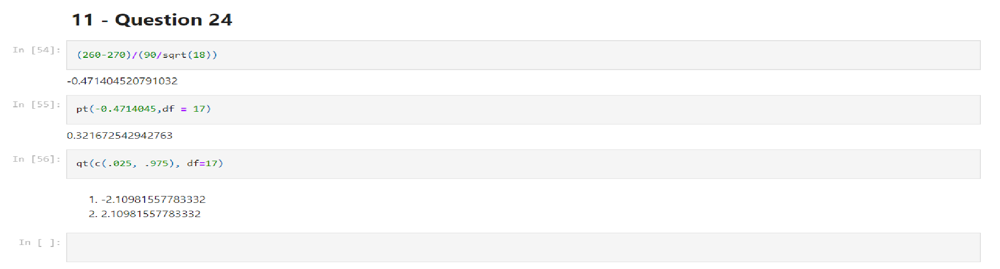 11 - Question 24
In [54]: (260-270)/(90/sqrt(18))
-0.471404520791032
In [55]: pt(-0.4714045,df = 17)
0.321672542942763
In [56]: qt(c(.025, .975), df=17)
1. -2.10981557783332
2. 2.10981557783332
In [ ]: